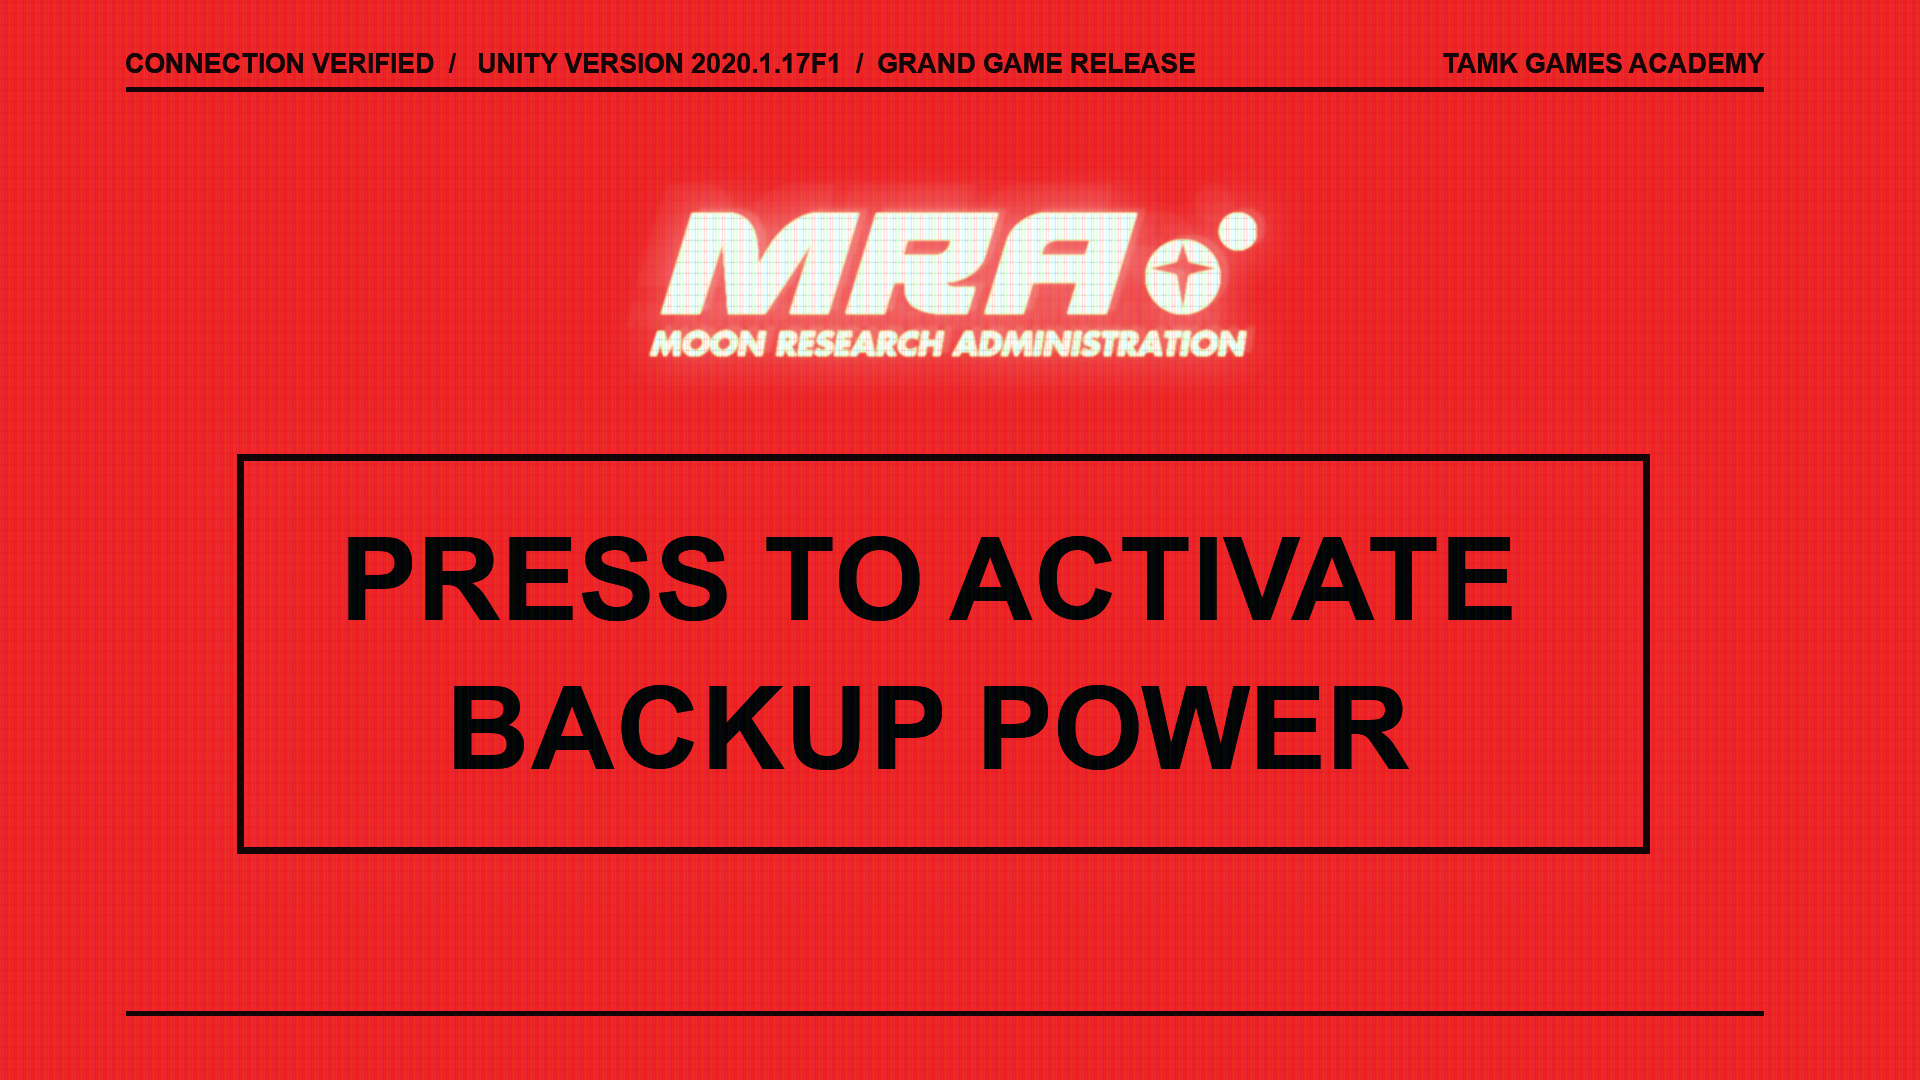 CONNECTION VERIFIED / UNITY VERSION 2020.1.17F1 / GRAND GAME RELEASE TAMK GAMES ACADEMY
MRA
MOON RESEARCH ADMINISTRATION
PRESS TO ACTIVATE
BACKUP POWER